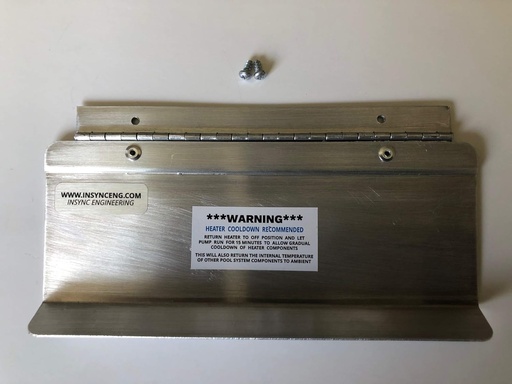 WWW.INSYNCENG.COM
INSYNC ENGINEERING
***WARNING***
HEATER COOLDOWN RECOMMENDED
RETURN HEATER TO OFF POSITION AND LET
PUMP RUN FOR 15 MINUTES TO ALLOW GRADUAL
COOLDOWN OF HEATER COMPONENTS
THIS WILL ALSO RETURN THE INTERNAL TEMPERATURE
OF OTHER POOL SYSTEM COMPONENTS TO AMBIENT